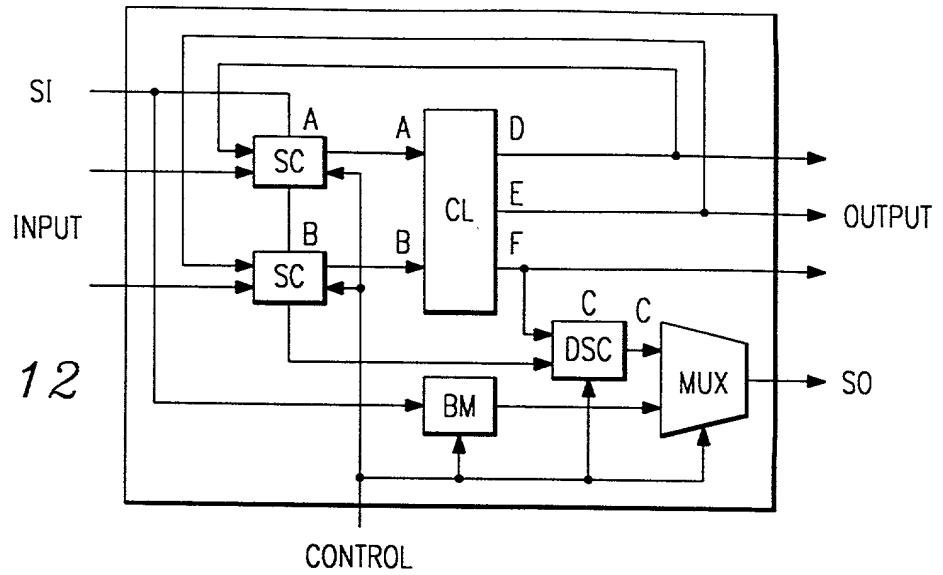 SI
A
A
D
SC
E
CL
INPUT
OUTPUT
B
B
F
SC
C
C
DSC
12
MUX
SO
BM
CONTROL